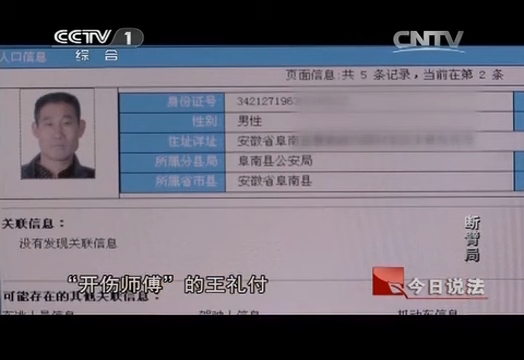 CCTV 1
综合
CNTV
人口信息
页面信息:共 5 条记录，当前在第 2 条
身份证号 3421271963
性别 男性
住址详址 安徽省阜南
所属分县局 阜南县公安局
所属省市县 安徽省阜南县
关联信息：
没有发现关联信息
断臂局
“开伤师傅”的王礼付
今日说法
可能存在的其他关联信息